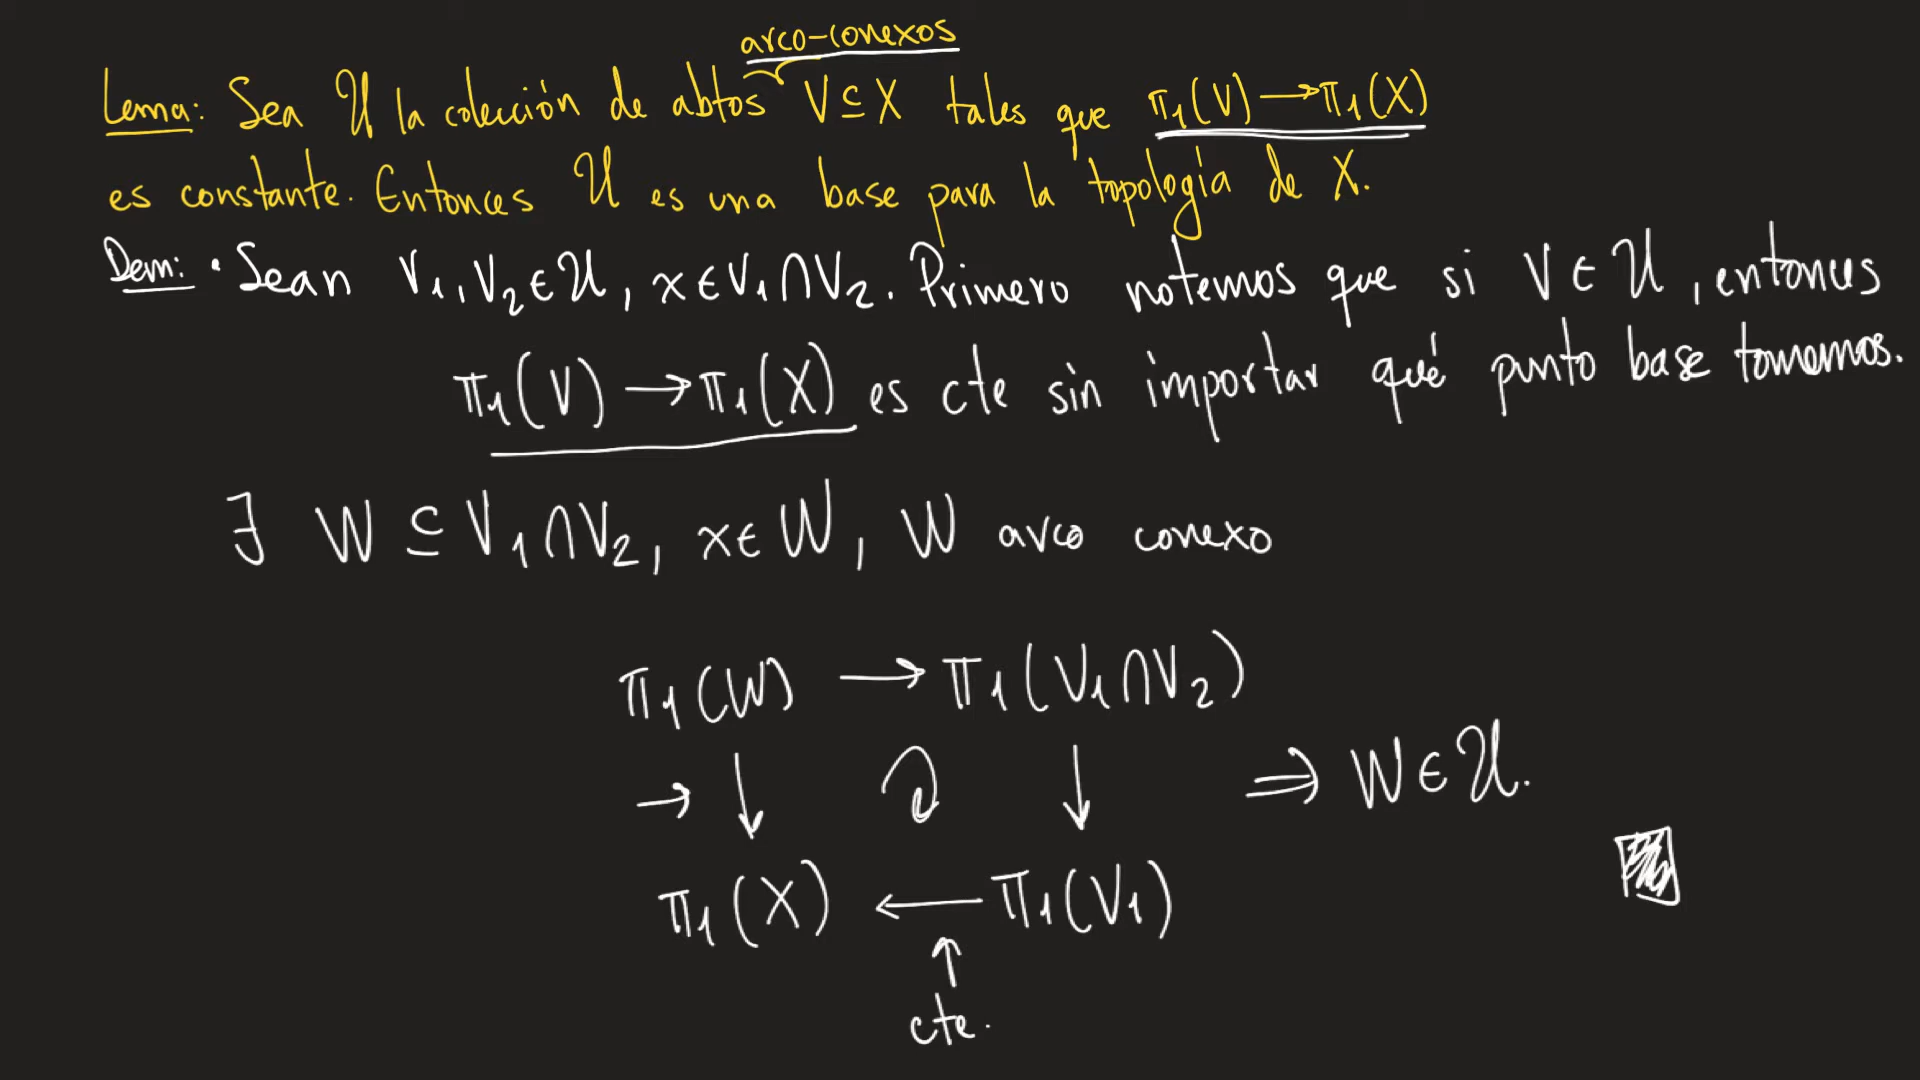 arco-conexos
Lema: Sea 𝒰 la colección de abtos V ⊆ X tales que π₁(V) → π₁(X)
es constante. Entonces 𝒰 es una base para la topología de X.
Dem: • Sean V₁, V₂ ∈ 𝒰, x ∈ V₁ ∩ V₂. Primero notemos que si V ∈ 𝒰, entonces
π₁(V) → π₁(X) es cte sin importar qué punto base tomemos.
∃ W ⊆ V₁ ∩ V₂, x ∈ W, W arco conexo
π₁(W) → π₁(V₁ ∩ V₂)
→ ↓ ↓ ⇒ W ∈ 𝒰.
π₁(X) ← π₁(V₁)
↑
cte.